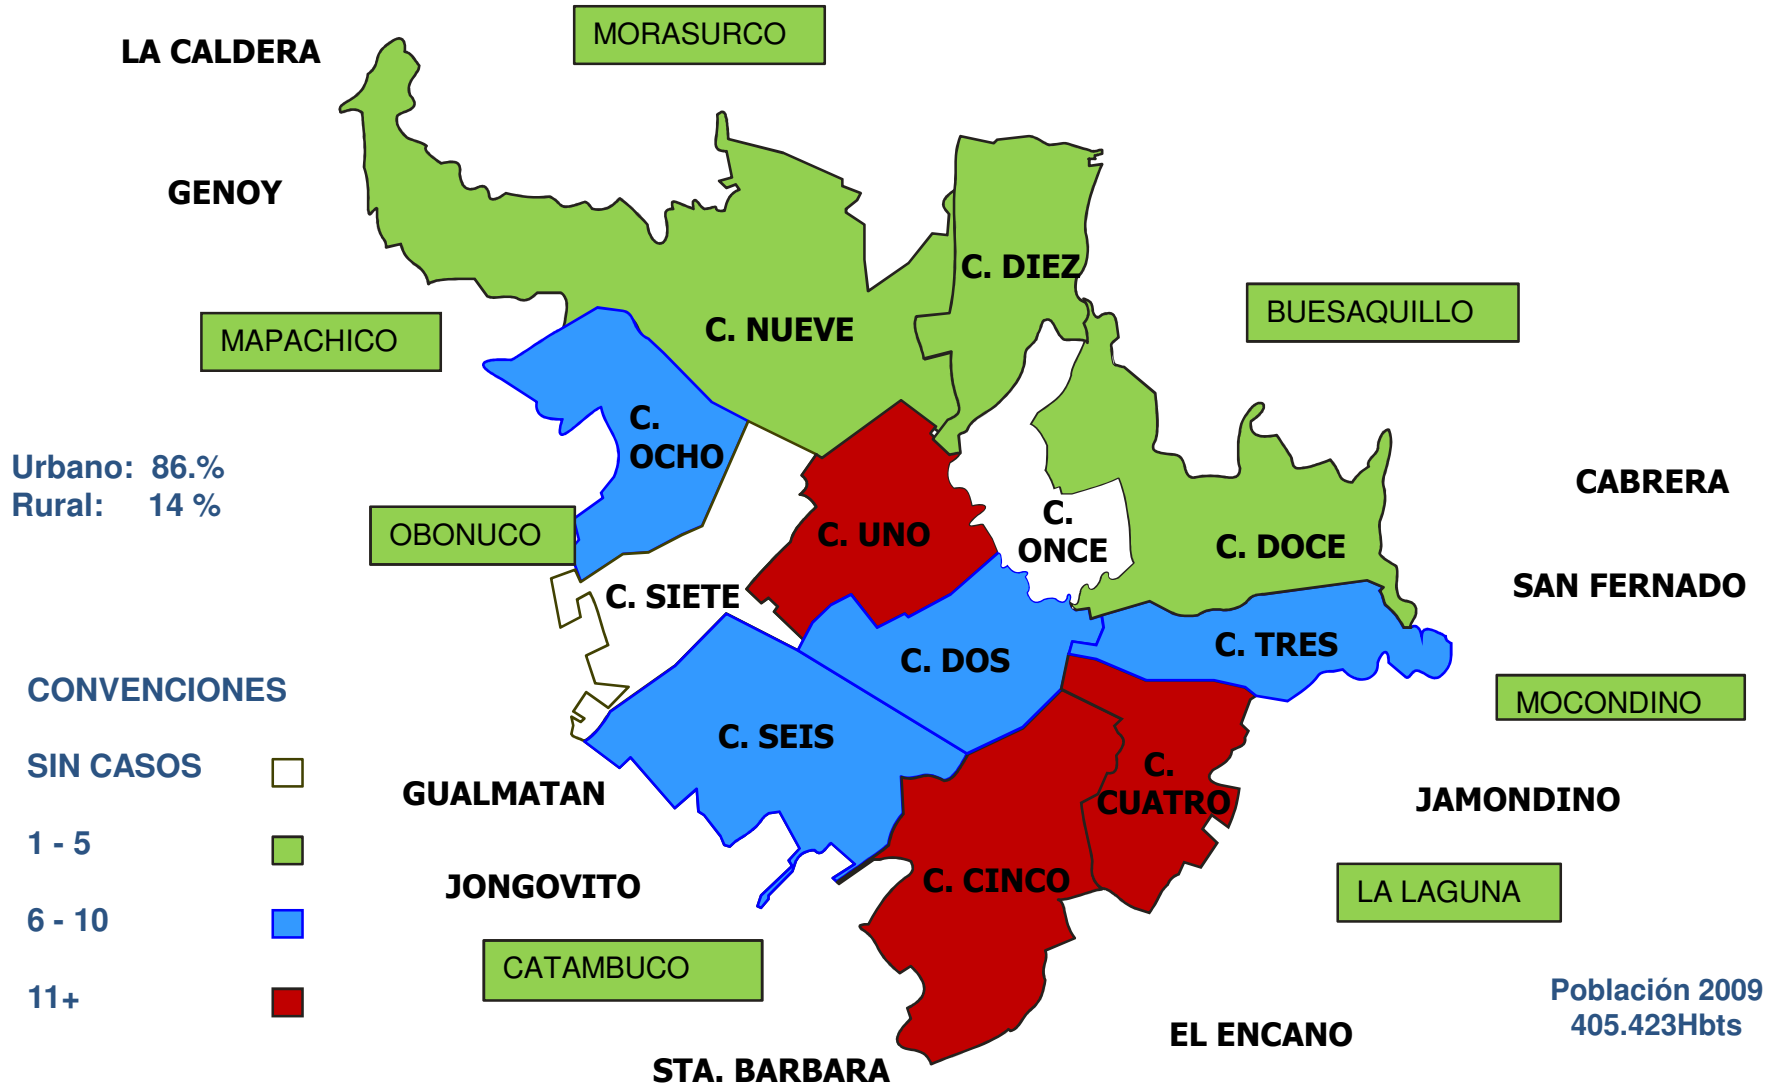 MORASURCO
LA CALDERA
GENOY
C. DIEZ
BUESAQUILLO
MAPACHICO
C. NUEVE
C.
OCHO
Urbano: 86.%
Rural: 14 %
CABRERA
OBONUCO
C. UNO
C.
ONCE
C. DOCE
C. SIETE
SAN FERNADO
C. DOS
C. TRES
CONVENCIONES
MOCONDINO
C. SEIS
SIN CASOS
C.
CUATRO
GUALMATAN
JAMONDINO
1 - 5
JONGOVITO
C. CINCO
LA LAGUNA
6 - 10
CATAMBUCO
11+
Población 2009
405.423Hbts
EL ENCANO
STA. BARBARA